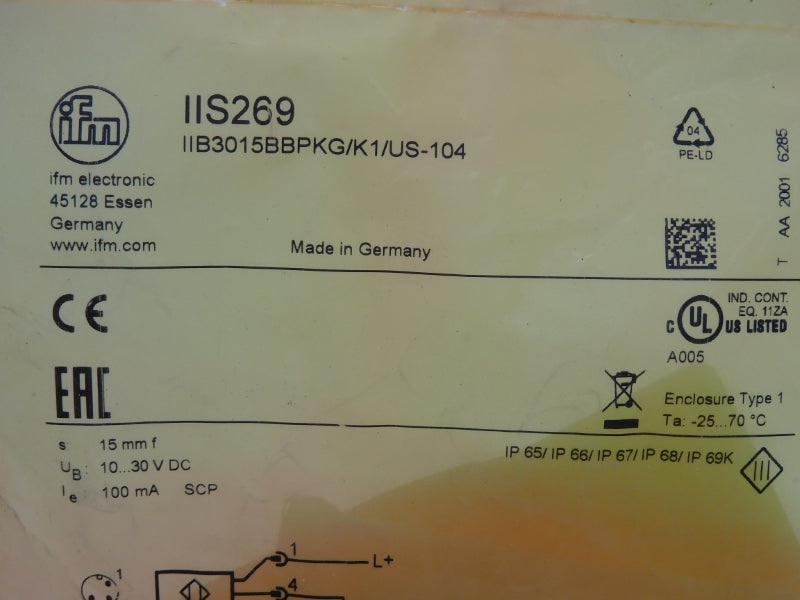 ifm
IIS269
IIB3015BBPKG/K1/US-104
ifm electronic
45128 Essen
Germany
www.ifm.com
Made in Germany
04
PE-LD
T AA 2001 6285
CE
EAC
C UL US LISTED
IND. CONT.
EQ. 11ZA
A005
Enclosure Type 1
Ta: -25...70 °C
s: 15 mm f
UB: 10...30 V DC
Ie 100 mA SCP
IP 65/ IP 66/ IP 67/ IP 68/ IP 69K
1
1
L+
4